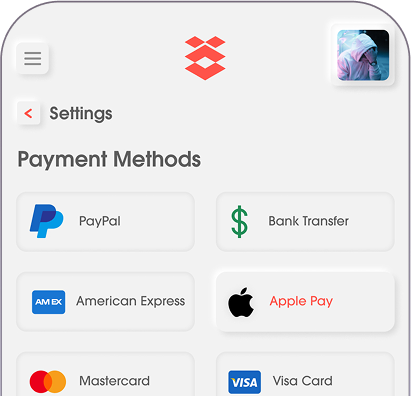 Settings
Payment Methods
PayPal
Bank Transfer
AM EX
American Express
Apple Pay
Mastercard
VISA
Visa Card